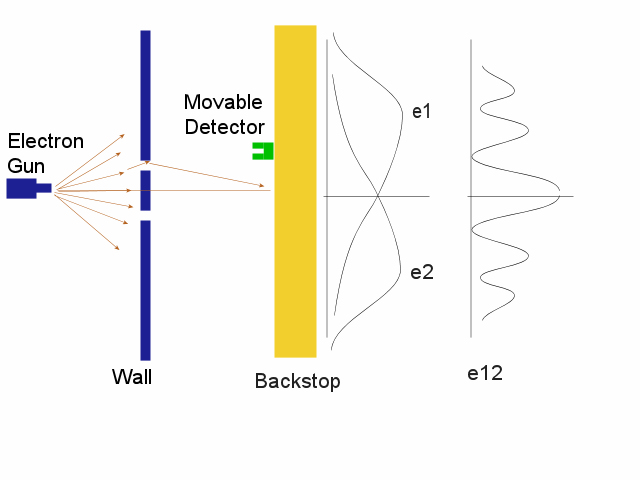 Movable
Detector
Electron
Gun
e1
e2
Wall
Backstop
e12